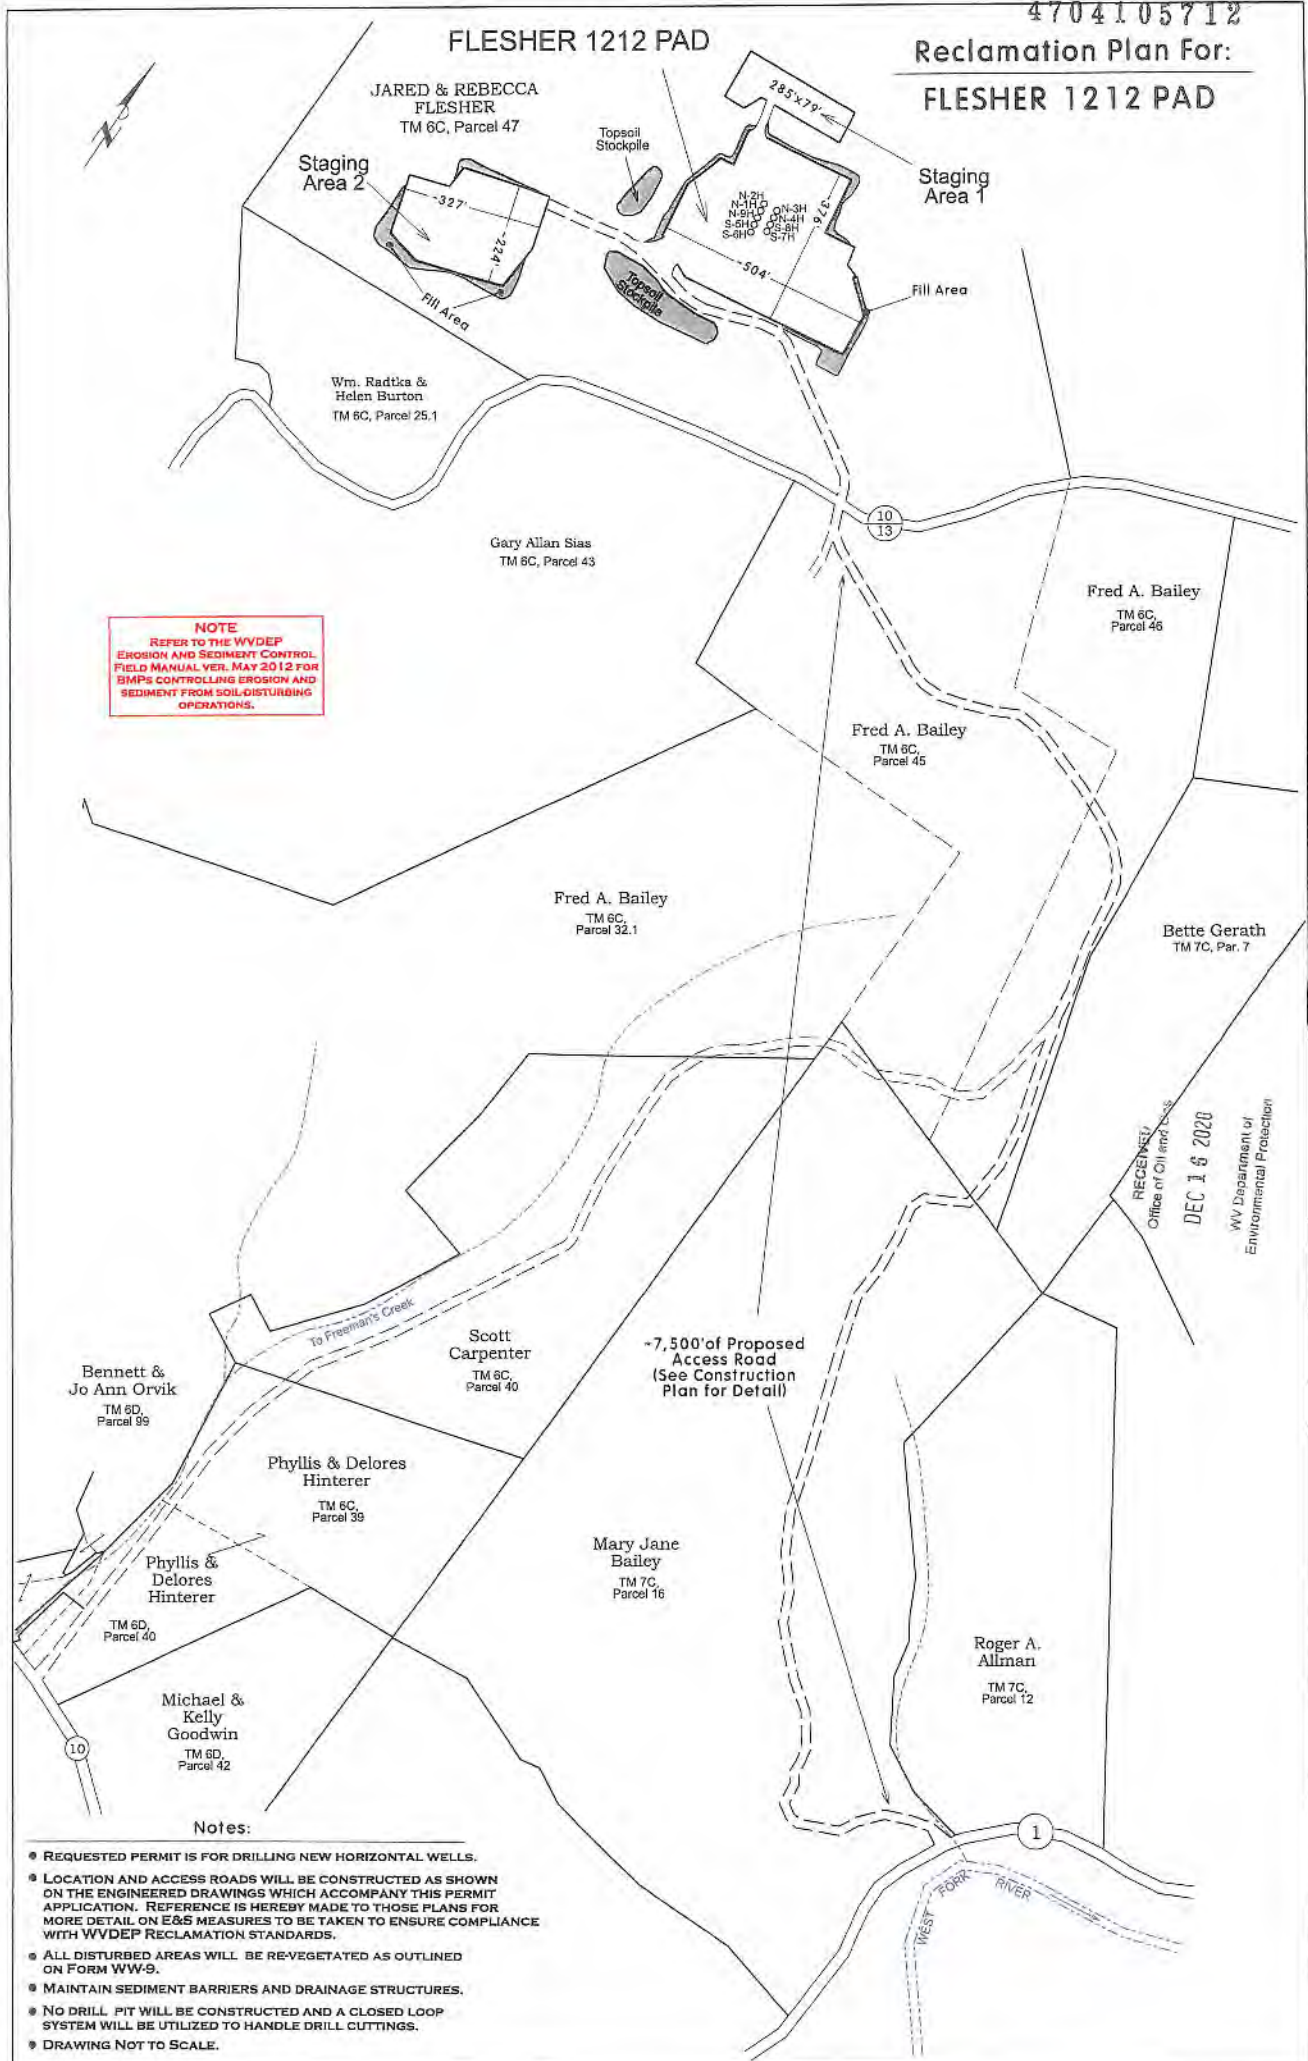 4704105712
Reclamation Plan For:
FLESHER 1212 PAD
FLESHER 1212 PAD
JARED & REBECCA
FLESHER
TM 6C, Parcel 47
Topsoil
Stockpile
285'x79'
Staging
Area 1
Staging
Area 2
~327'
~224'
Fill Area
N-2H
N-1H
N-9H
S-5H
S-6H
N-3H
N-4H
S-8H
S-7H
~376'
~504'
Topsoil
Stockpile
Fill Area
Wm. Radtka &
Helen Burton
TM 6C, Parcel 25.1
10
13
Gary Allan Sias
TM 6C, Parcel 43
Fred A. Bailey
TM 6C,
Parcel 46
NOTE
REFER TO THE WVDEP
EROSION AND SEDIMENT CONTROL
FIELD MANUAL VER. MAY 2012 FOR
BMPS CONTROLLING EROSION AND
SEDIMENT FROM SOIL-DISTURBING
OPERATIONS.
Fred A. Bailey
TM 6C,
Parcel 45
Fred A. Bailey
TM 6C,
Parcel 32.1
Bette Gerath
TM 7C, Par. 7
RECEIVED
Office of Oil and Gas
DEC 16 2020
WV Department of
Environmental Protection
To Freeman's Creek
Scott
Carpenter
TM 6C,
Parcel 40
~7,500'of Proposed
Access Road
(See Construction
Plan for Detail)
Bennett &
Jo Ann Orvik
TM 6D,
Parcel 99
Phyllis & Delores
Hinterer
TM 6C,
Parcel 39
Mary Jane
Bailey
TM 7C,
Parcel 16
Phyllis &
Delores
Hinterer
TM 6D,
Parcel 40
Roger A.
Allman
TM 7C,
Parcel 12
Michael &
Kelly
Goodwin
TM 6D,
Parcel 42
10
1
WEST FORK RIVER
Notes:
• REQUESTED PERMIT IS FOR DRILLING NEW HORIZONTAL WELLS.
• LOCATION AND ACCESS ROADS WILL BE CONSTRUCTED AS SHOWN
ON THE ENGINEERED DRAWINGS WHICH ACCOMPANY THIS PERMIT
APPLICATION. REFERENCE IS HEREBY MADE TO THOSE PLANS FOR
MORE DETAIL ON E&S MEASURES TO BE TAKEN TO ENSURE COMPLIANCE
WITH WVDEP RECLAMATION STANDARDS.
• ALL DISTURBED AREAS WILL BE RE-VEGETATED AS OUTLINED
ON FORM WW-9.
• MAINTAIN SEDIMENT BARRIERS AND DRAINAGE STRUCTURES.
• NO DRILL PIT WILL BE CONSTRUCTED AND A CLOSED LOOP
SYSTEM WILL BE UTILIZED TO HANDLE DRILL CUTTINGS.
• DRAWING NOT TO SCALE.